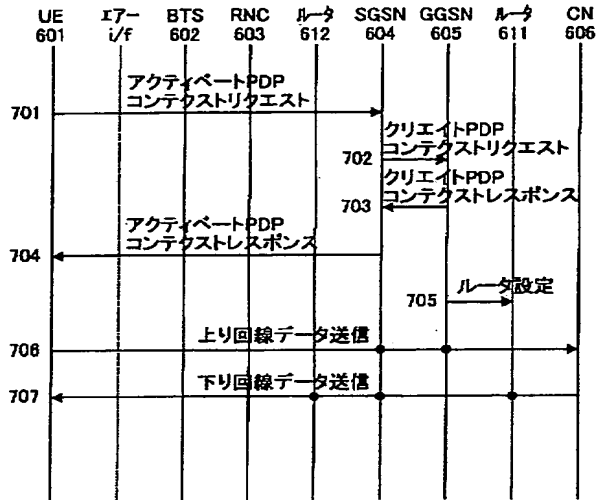 UE エアー BTS RNC ルータ SGSN GGSN ルータ CN
601 i/f 602 603 612 604 605 611 606
アクティベートPDP
701 コンテクストリクエスト
クリエイトPDP
702 コンテクストリクエスト
クリエイトPDP
703 コンテクストレスポンス
アクティベートPDP
704 コンテクストレスポンス
705 ルータ設定
706 上り回線データ送信
707 下り回線データ送信